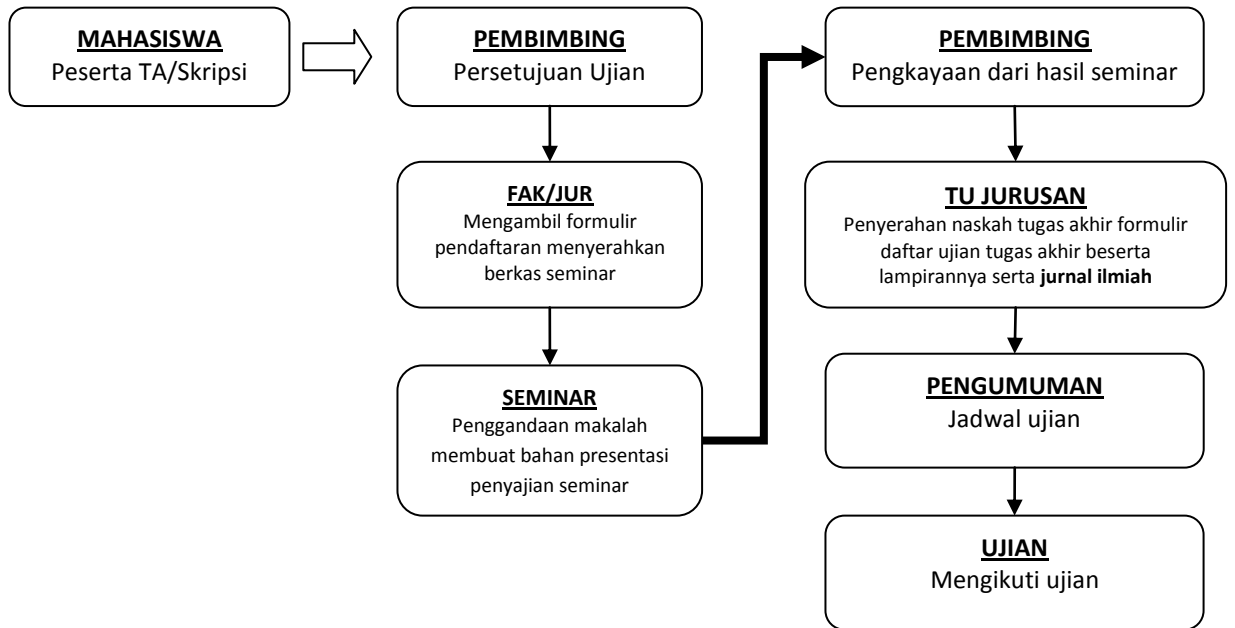 MAHASISWA
Peserta TA/Skripsi
PEMBIMBING
Persetujuan Ujian
FAK/JUR
Mengambil formulir
pendaftaran menyerahkan
berkas seminar
SEMINAR
Penggandaan makalah
membuat bahan presentasi
penyajian seminar
PEMBIMBING
Pengkayaan dari hasil seminar
TU JURUSAN
Penyerahan naskah tugas akhir formulir
daftar ujian tugas akhir beserta
lampirannya serta jurnal ilmiah
PENGUMUMAN
Jadwal ujian
UJIAN
Mengikuti ujian